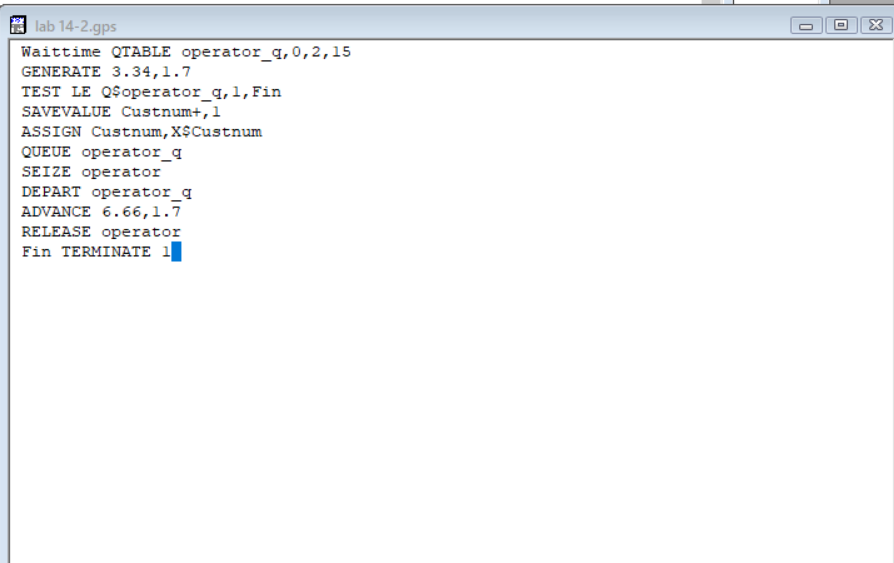 lab 14-2.gps
Waittime QTABLE operator_q,0,2,15
GENERATE 3.34,1.7
TEST LE Q$operator_q,1,Fin
SAVEVALUE Custnum+,1
ASSIGN Custnum,X$Custnum
QUEUE operator_q
SEIZE operator
DEPART operator_q
ADVANCE 6.66,1.7
RELEASE operator
Fin TERMINATE 1